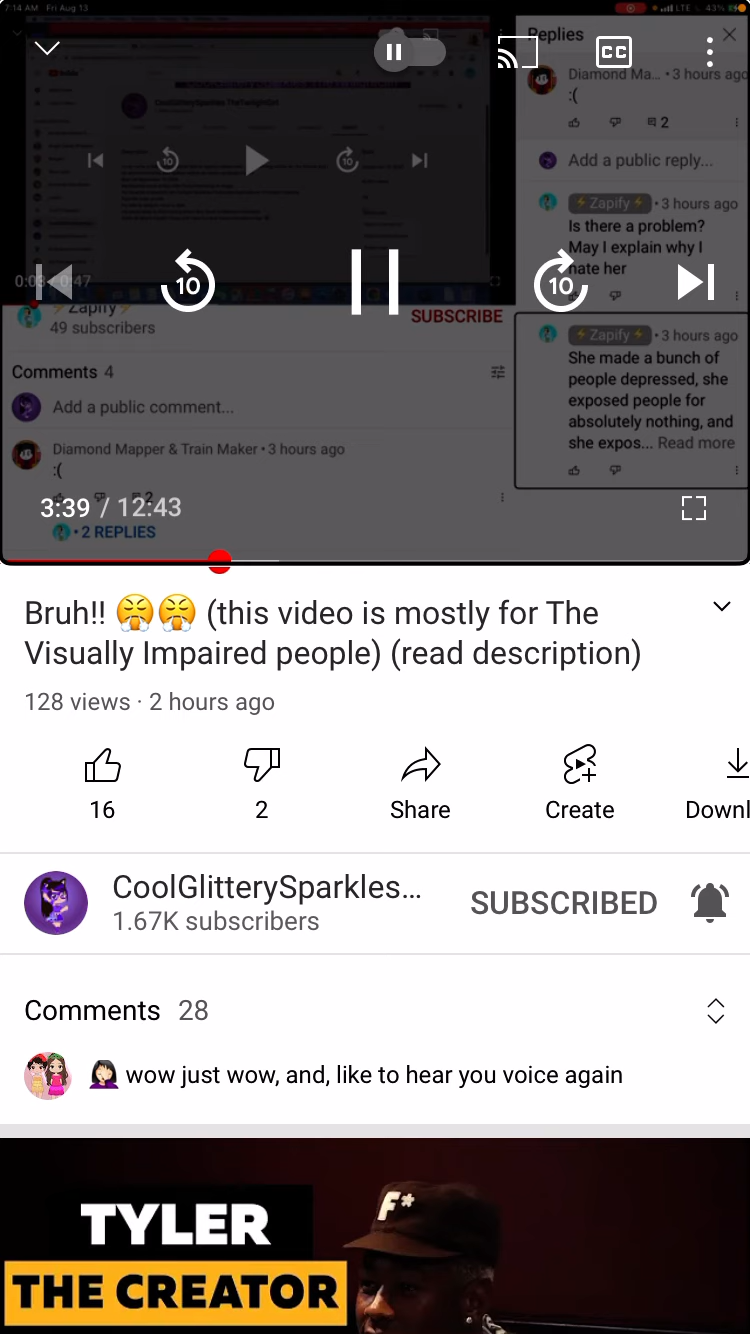 7:14 AM Fri Aug 13
LTE 43%
Replies
CC
Diamond Ma... • 3 hours ago
:(
2
Add a public reply...
⚡Zapify⚡ • 3 hours ago
Is there a problem?
May I explain why I
hate her
10
10
⚡Zapify⚡
49 subscribers
SUBSCRIBE
⚡Zapify⚡ • 3 hours ago
She made a bunch of
people depressed, she
exposed people for
absolutely nothing, and
she expos... Read more
Comments 4
Add a public comment...
Diamond Mapper & Train Maker • 3 hours ago
:(
2
• 2 REPLIES
3:39 / 12:43
Bruh!! 😤😤 (this video is mostly for The
Visually Impaired people) (read description)
128 views · 2 hours ago
16
2
Share
Create
Downl
CoolGlitterySparkles...
1.67K subscribers
SUBSCRIBED
Comments 28
🤦🏻‍♀️ wow just wow, and, like to hear you voice again
F*
TYLER
THE CREATOR